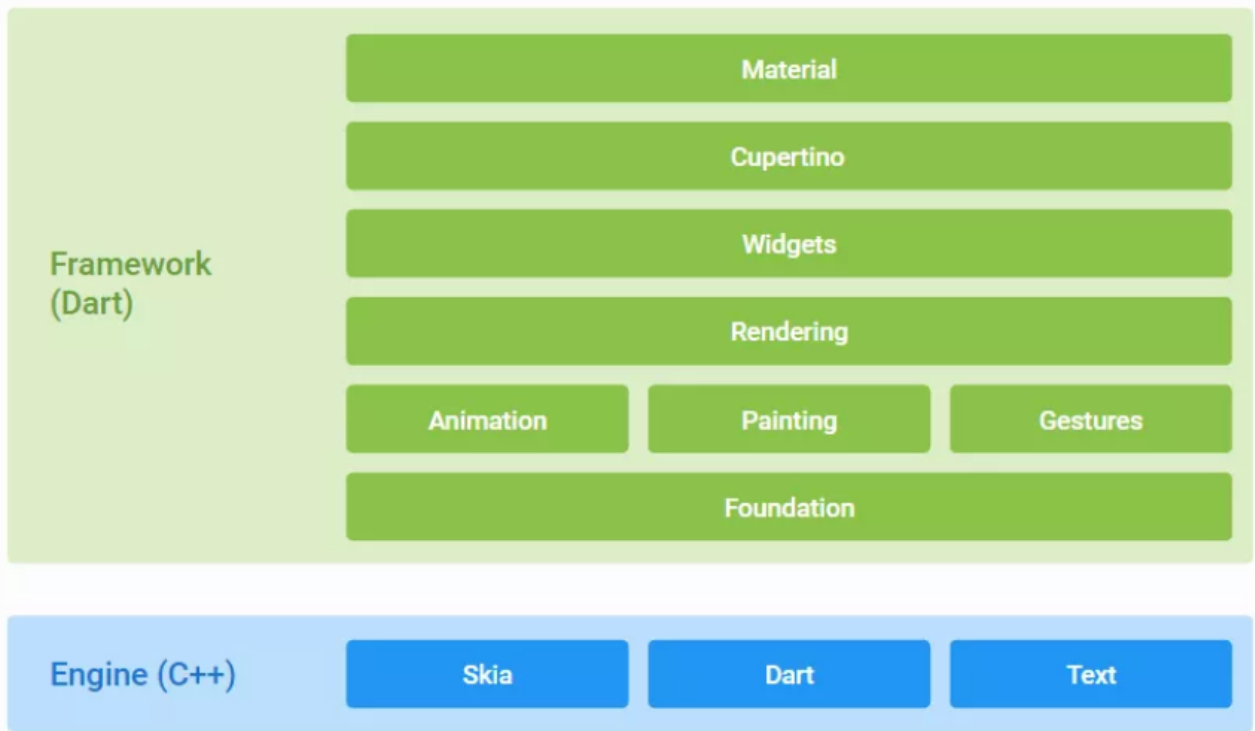 Material
Cupertino
Widgets
Framework
(Dart)
Rendering
Animation Painting Gestures
Foundation
Engine (C++) Skia Dart Text